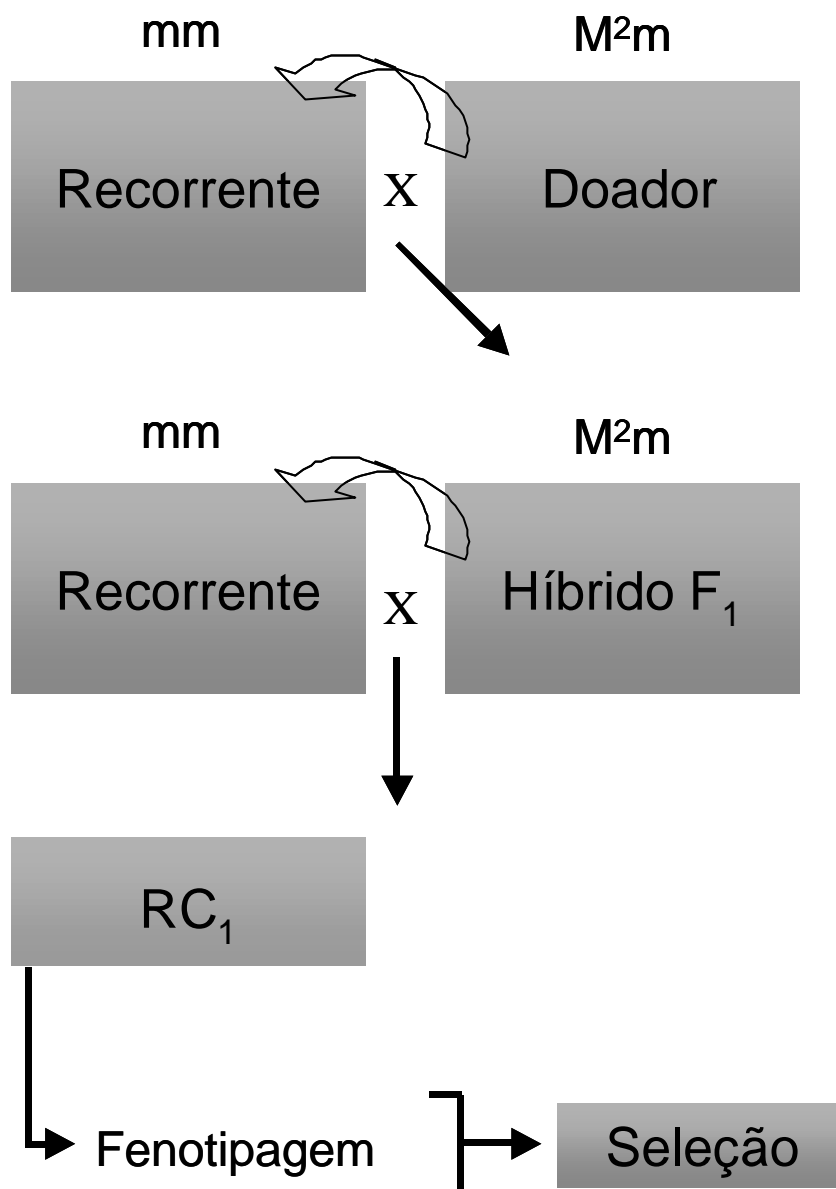 mm M²m
Recorrente x Doador
mm M²m
Recorrente x Híbrido F₁
RC₁
Fenotipagem Seleção